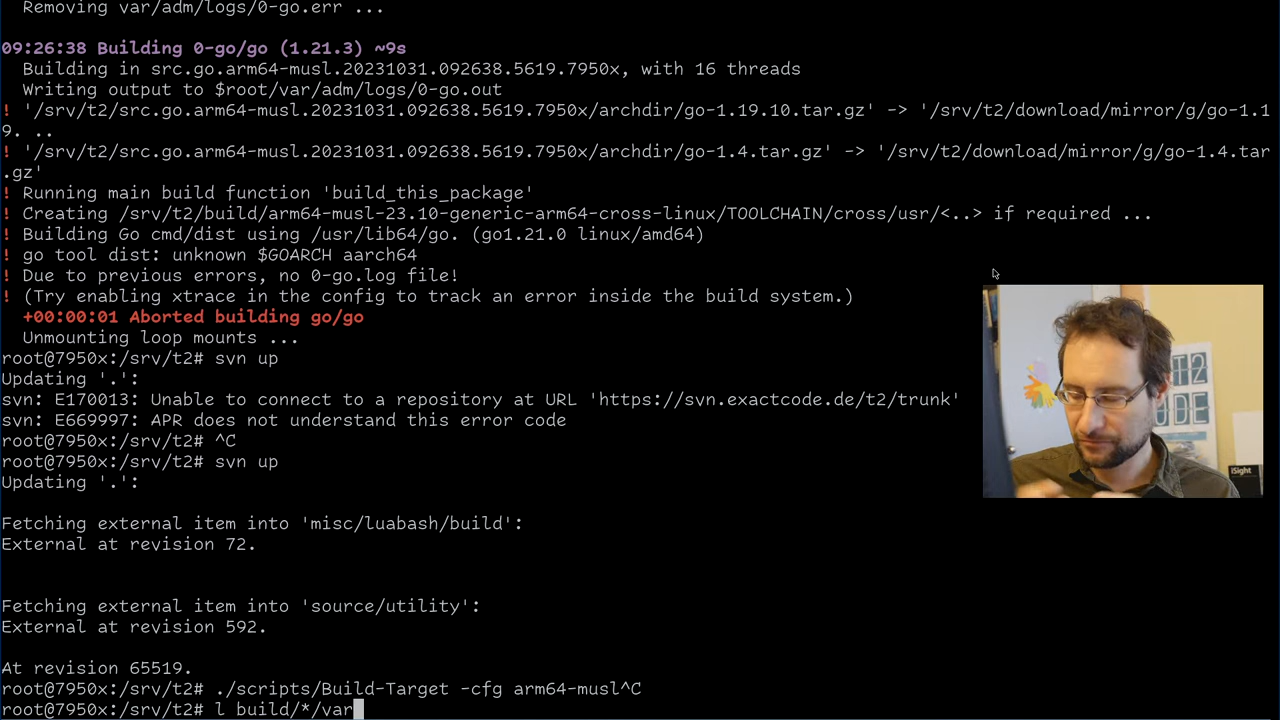 Removing var/adm/logs/0-go.err ...
09:26:38 Building 0-go/go (1.21.3) ~9s
Building in src.go.arm64-musl.20231031.092638.5619.7950x, with 16 threads
Writing output to $root/var/adm/logs/0-go.out
! '/srv/t2/src.go.arm64-musl.20231031.092638.5619.7950x/archdir/go-1.19.10.tar.gz' -> '/srv/t2/download/mirror/g/go-1.1
9. ..
! '/srv/t2/src.go.arm64-musl.20231031.092638.5619.7950x/archdir/go-1.4.tar.gz' -> '/srv/t2/download/mirror/g/go-1.4.tar
.gz'
! Running main build function 'build_this_package'
! Creating /srv/t2/build/arm64-musl-23.10-generic-arm64-cross-linux/TOOLCHAIN/cross/usr/<..> if required ...
! Building Go cmd/dist using /usr/lib64/go. (go1.21.0 linux/amd64)
! go tool dist: unknown $GOARCH aarch64
! Due to previous errors, no 0-go.log file!
! (Try enabling xtrace in the config to track an error inside the build system.)
+00:00:01 Aborted building go/go
Unmounting loop mounts ...
root@7950x:/srv/t2# svn up
Updating '.':
svn: E170013: Unable to connect to a repository at URL 'https://svn.exactcode.de/t2/trunk'
svn: E669997: APR does not understand this error code
root@7950x:/srv/t2# ^C
root@7950x:/srv/t2# svn up
Updating '.':
Fetching external item into 'misc/luabash/build':
External at revision 72.
Fetching external item into 'source/utility':
External at revision 592.
At revision 65519.
root@7950x:/srv/t2# ./scripts/Build-Target -cfg arm64-musl^C
root@7950x:/srv/t2# l build/*/var
T2
iSight